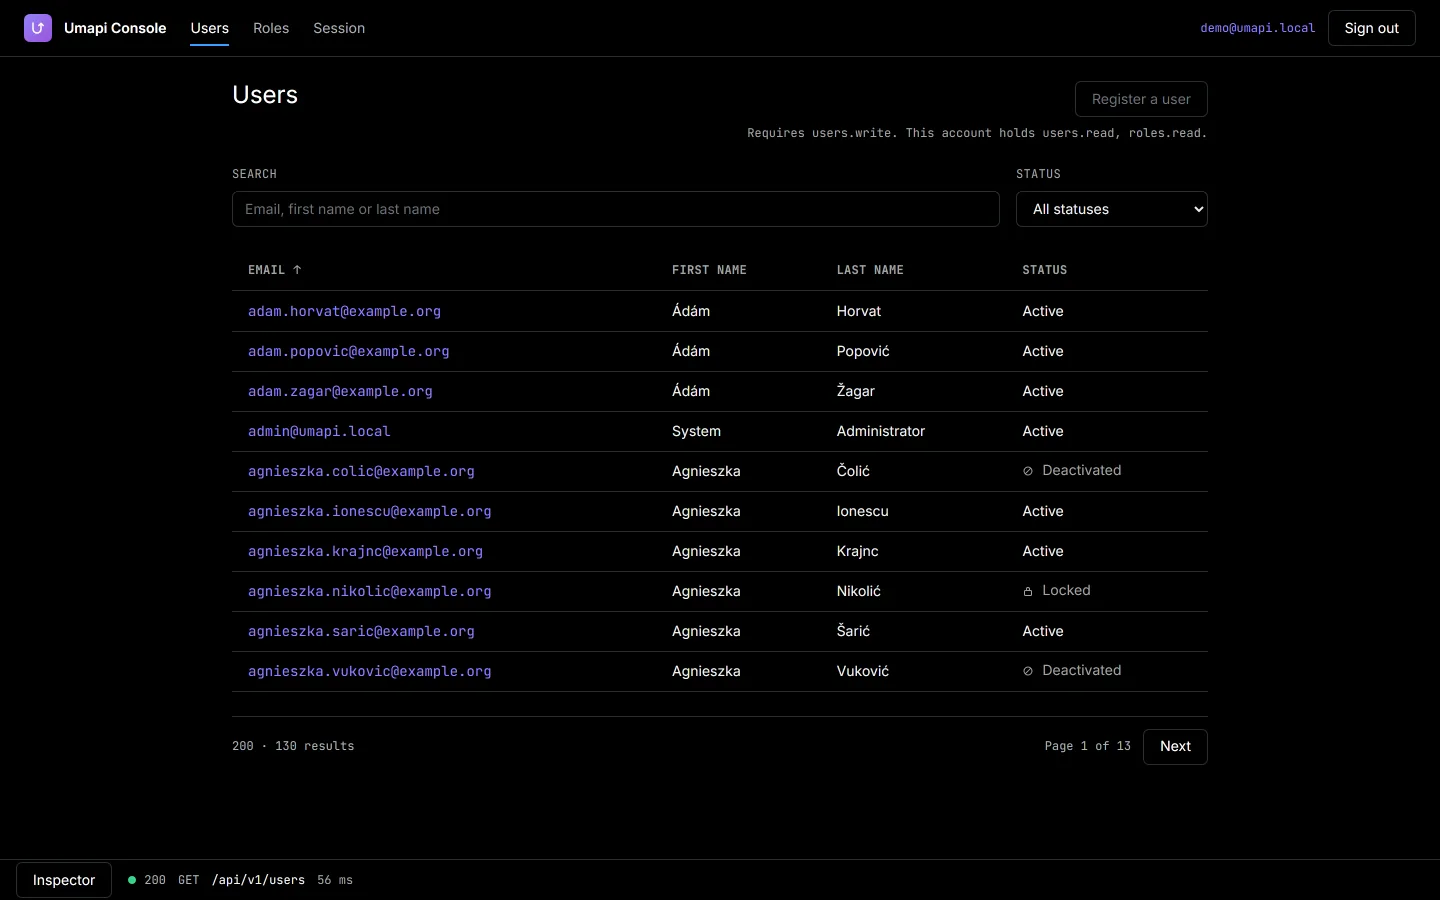 Umapi Console Users Roles Session demo@umapi.local Sign out
Users
Register a user
Requires users.write. This account holds users.read, roles.read.
SEARCH STATUS
Email, first name or last name All statuses
EMAIL ↑ FIRST NAME LAST NAME STATUS
adam.horvat@example.org Ádám Horvat Active
adam.popovic@example.org Ádám Popović Active
adam.zagar@example.org Ádám Žagar Active
admin@umapi.local System Administrator Active
agnieszka.colic@example.org Agnieszka Čolić Deactivated
agnieszka.ionescu@example.org Agnieszka Ionescu Active
agnieszka.krajnc@example.org Agnieszka Krajnc Active
agnieszka.nikolic@example.org Agnieszka Nikolić Locked
agnieszka.saric@example.org Agnieszka Šarić Active
agnieszka.vukovic@example.org Agnieszka Vuković Deactivated
200 · 130 results Page 1 of 13 Next
Inspector 200 GET /api/v1/users 56 ms